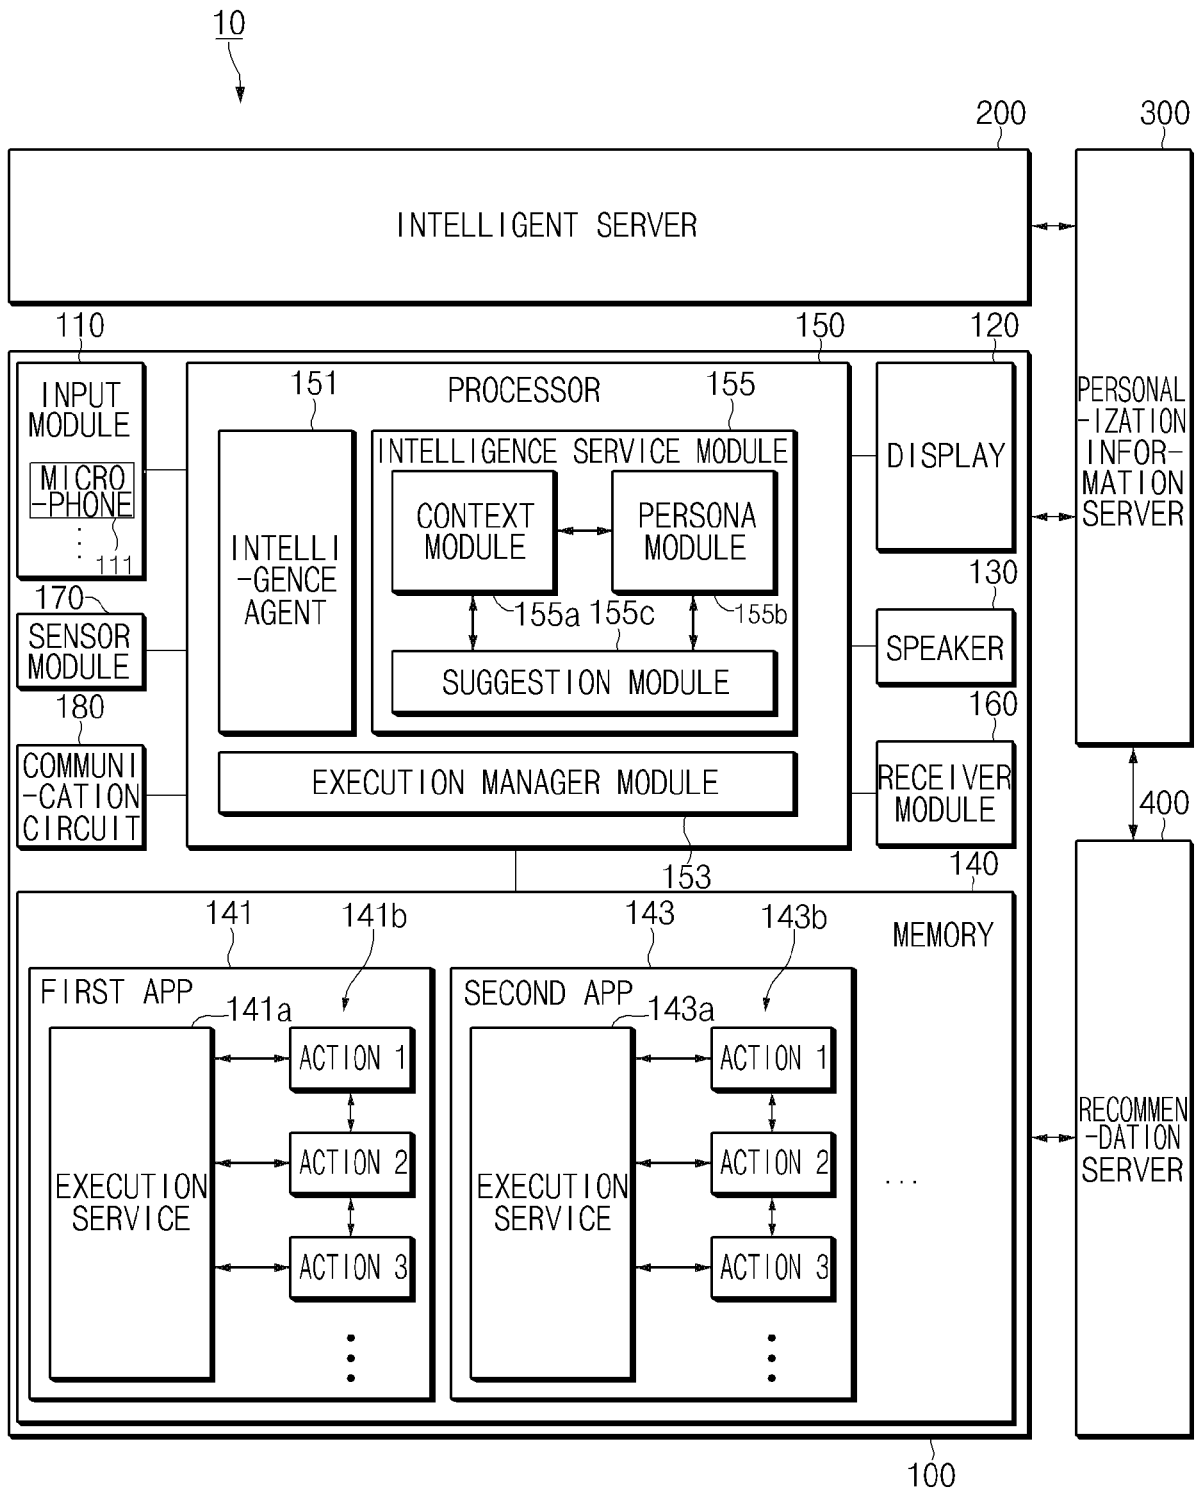 10
200
300
INTELLIGENT SERVER
110
150
120
INPUT
MODULE
MICRO
-PHONE
111
151
PROCESSOR
155
INTELLI
-GENCE
AGENT
INTELLIGENCE SERVICE MODULE
CONTEXT
MODULE
PERSONA
MODULE
155a
155c
155b
SUGGESTION MODULE
DISPLAY
PERSONAL
-IZATION
INFOR-
MATION
SERVER
170
SENSOR
MODULE
130
SPEAKER
180
COMMUNI
-CATION
CIRCUIT
EXECUTION MANAGER MODULE
160
RECEIVER
MODULE
153
140
400
141
141b
143
143b
MEMORY
FIRST APP
141a
EXECUTION
SERVICE
ACTION 1
ACTION 2
ACTION 3
SECOND APP
143a
EXECUTION
SERVICE
ACTION 1
ACTION 2
ACTION 3
...
RECOMMEN
-DATION
SERVER
100